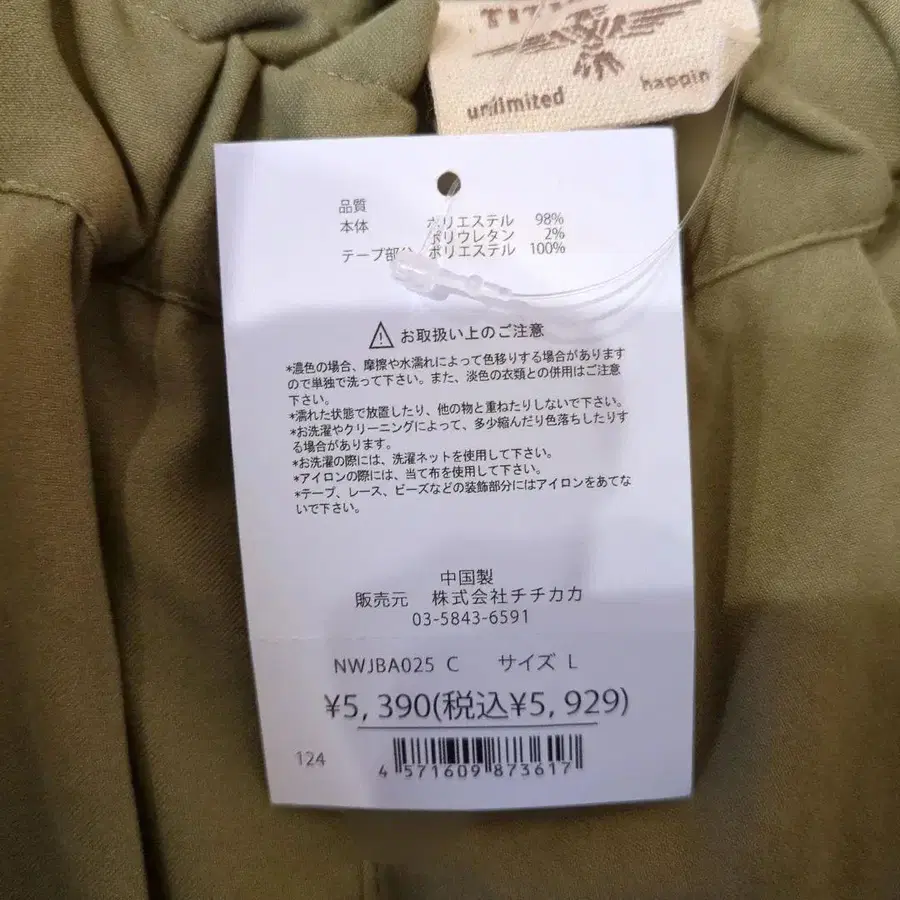 unlimited
happin
品質
本体 ポリエステル 98%
ポリウレタン 2%
テープ部分 ポリエステル 100%
お取扱い上のご注意
*濃色の場合、摩擦や水濡れによって色移りする場合があります
ので単独で洗って下さい。また、淡色の衣類との併用はご注意
下さい。
*濡れた状態で放置したり、他の物と重ねたりしないで下さい。
*お洗濯やクリーニングによって、多少縮んだり色落ちしたりす
る場合があります。
*お洗濯の際には、洗濯ネットを使用して下さい。
*アイロンの際には、当て布を使用して下さい。
*テープ、レース、ビーズなどの装飾部分にはアイロンをあてな
いで下さい。
中国製
販売元 株式会社チチカカ
03-5843-6591
NWJBA025 C サイズ L
¥5,390(税込¥5,929)
124
4 571609 873617